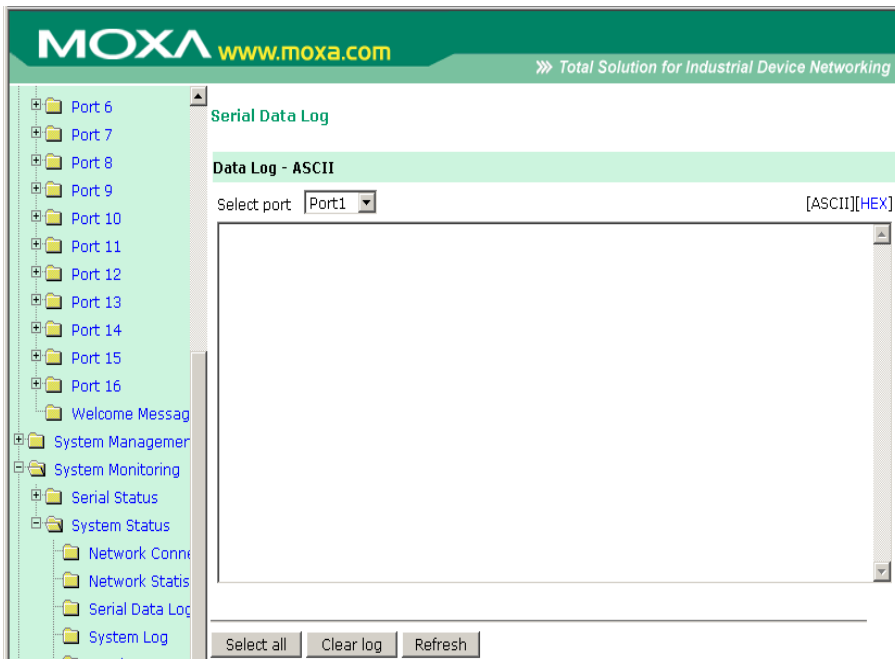 MOXA www.moxa.com
Total Solution for Industrial Device Networking
Port 6
Port 7
Port 8
Port 9
Port 10
Port 11
Port 12
Port 13
Port 14
Port 15
Port 16
Welcome Messag
System Managemer
System Monitoring
Serial Status
System Status
Network Conne
Network Statis
Serial Data Log
System Log
Serial Data Log
Data Log - ASCII
Select port Port1 [ASCII][HEX]
Select all Clear log Refresh